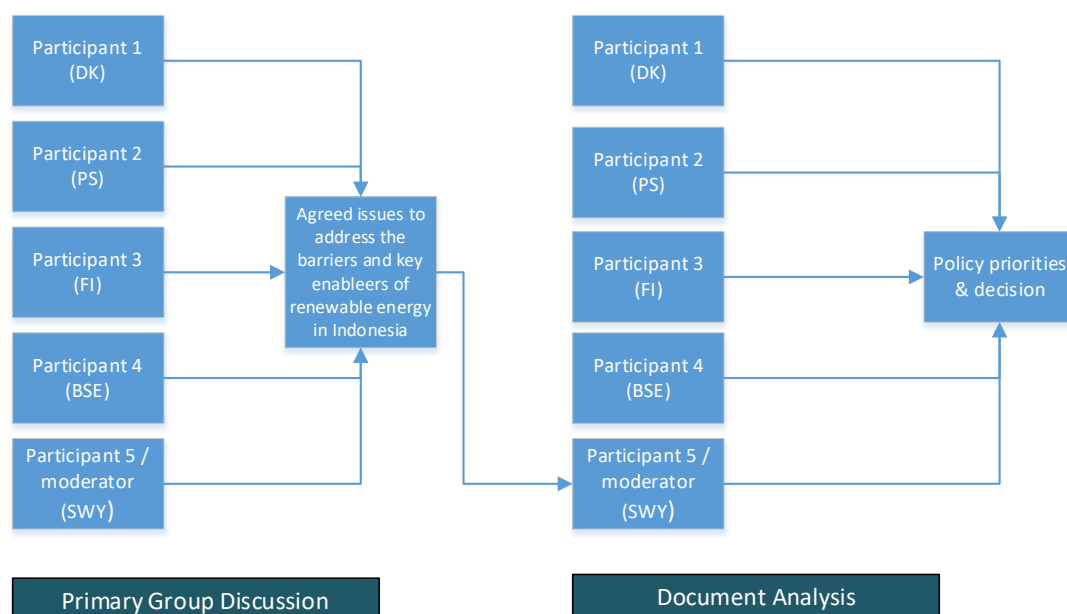 Participant 1
(DK)
Participant 2
(PS)
Participant 3
(FI)
Participant 4
(BSE)
Participant 5 /
moderator
(SWY)
Agreed issues to
address the
barriers and key
enableers of
renewable energy
in Indonesia
Primary Group Discussion
Participant 1
(DK)
Participant 2
(PS)
Participant 3
(FI)
Participant 4
(BSE)
Participant 5 /
moderator
(SWY)
Policy priorities
& decision
Document Analysis